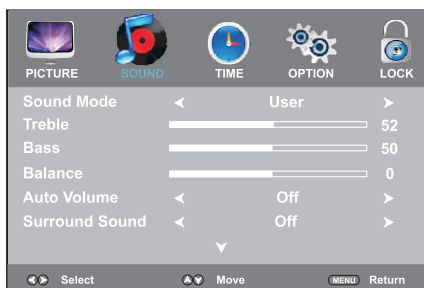 PICTURE SOUND TIME OPTION LOCK
Sound Mode User
Treble 52
Bass 50
Balance 0
Auto Volume Off
Surround Sound Off
Select Move MENU Return